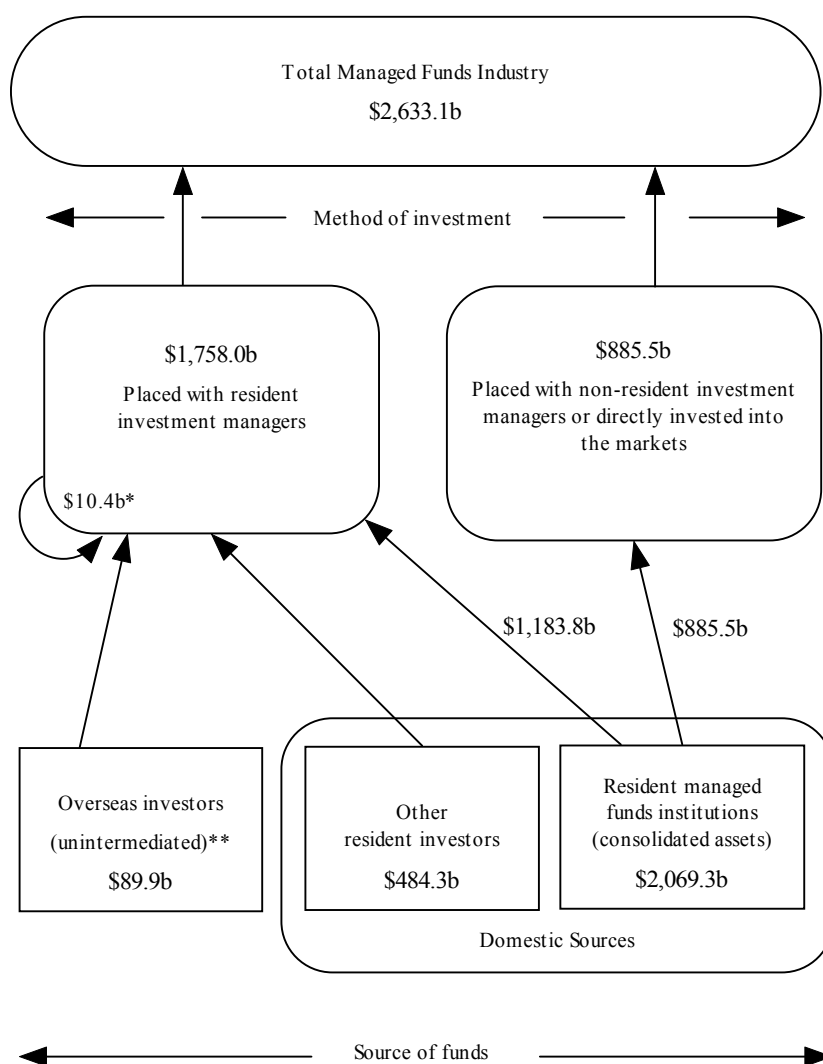 Total Managed Funds Industry
$2,633.1b
Method of investment
$1,758.0b
Placed with resident
investment managers
$10.4b*
$885.5b
Placed with non-resident investment
managers or directly invested into
the markets
$1,183.8b
$885.5b
Overseas investors
(unintermediated)**
$89.9b
Other
resident investors
$484.3b
Resident managed
funds institutions
(consolidated assets)
$2,069.3b
Domestic Sources
Source of funds